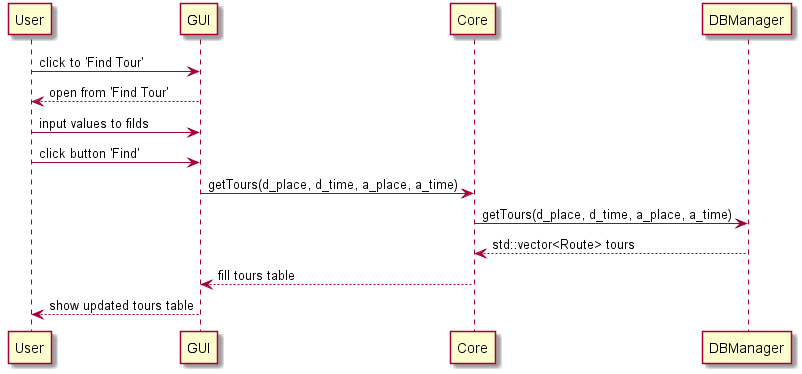 User GUI Core DBManager
click to 'Find Tour'
open from 'Find Tour'
input values to filds
click button 'Find'
getTours(d_place, d_time, a_place, a_time)
getTours(d_place, d_time, a_place, a_time)
std::vector<Route> tours
fill tours table
show updated tours table
User GUI Core DBManager